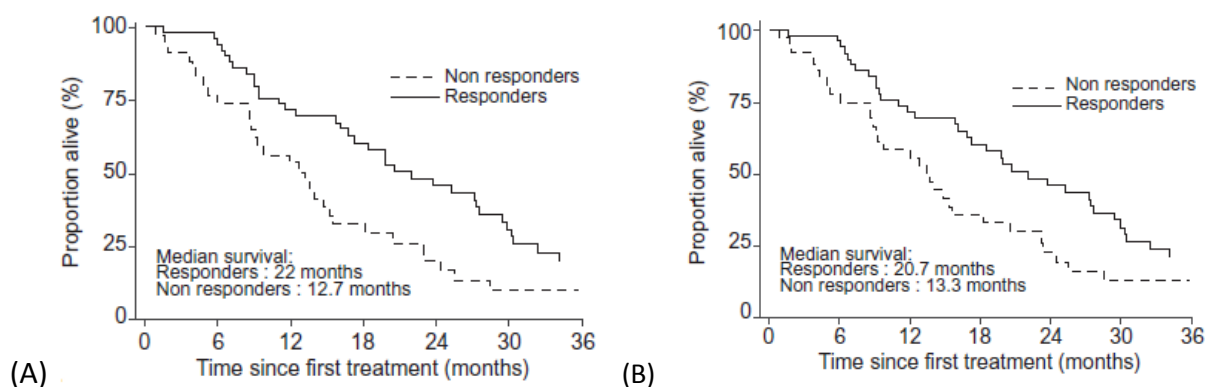 100
75
50
25
0
Proportion alive (%)
Non responders
Responders
Median survival:
Responders : 22 months
Non responders : 12.7 months
0 6 12 18 24 30 36
Time since first treatment (months)
(A)
100
75
50
25
0
Proportion alive (%)
Non responders
Responders
Median survival:
Responders : 20.7 months
Non responders : 13.3 months
0 6 12 18 24 30 36
Time since first treatment (months)
(B)